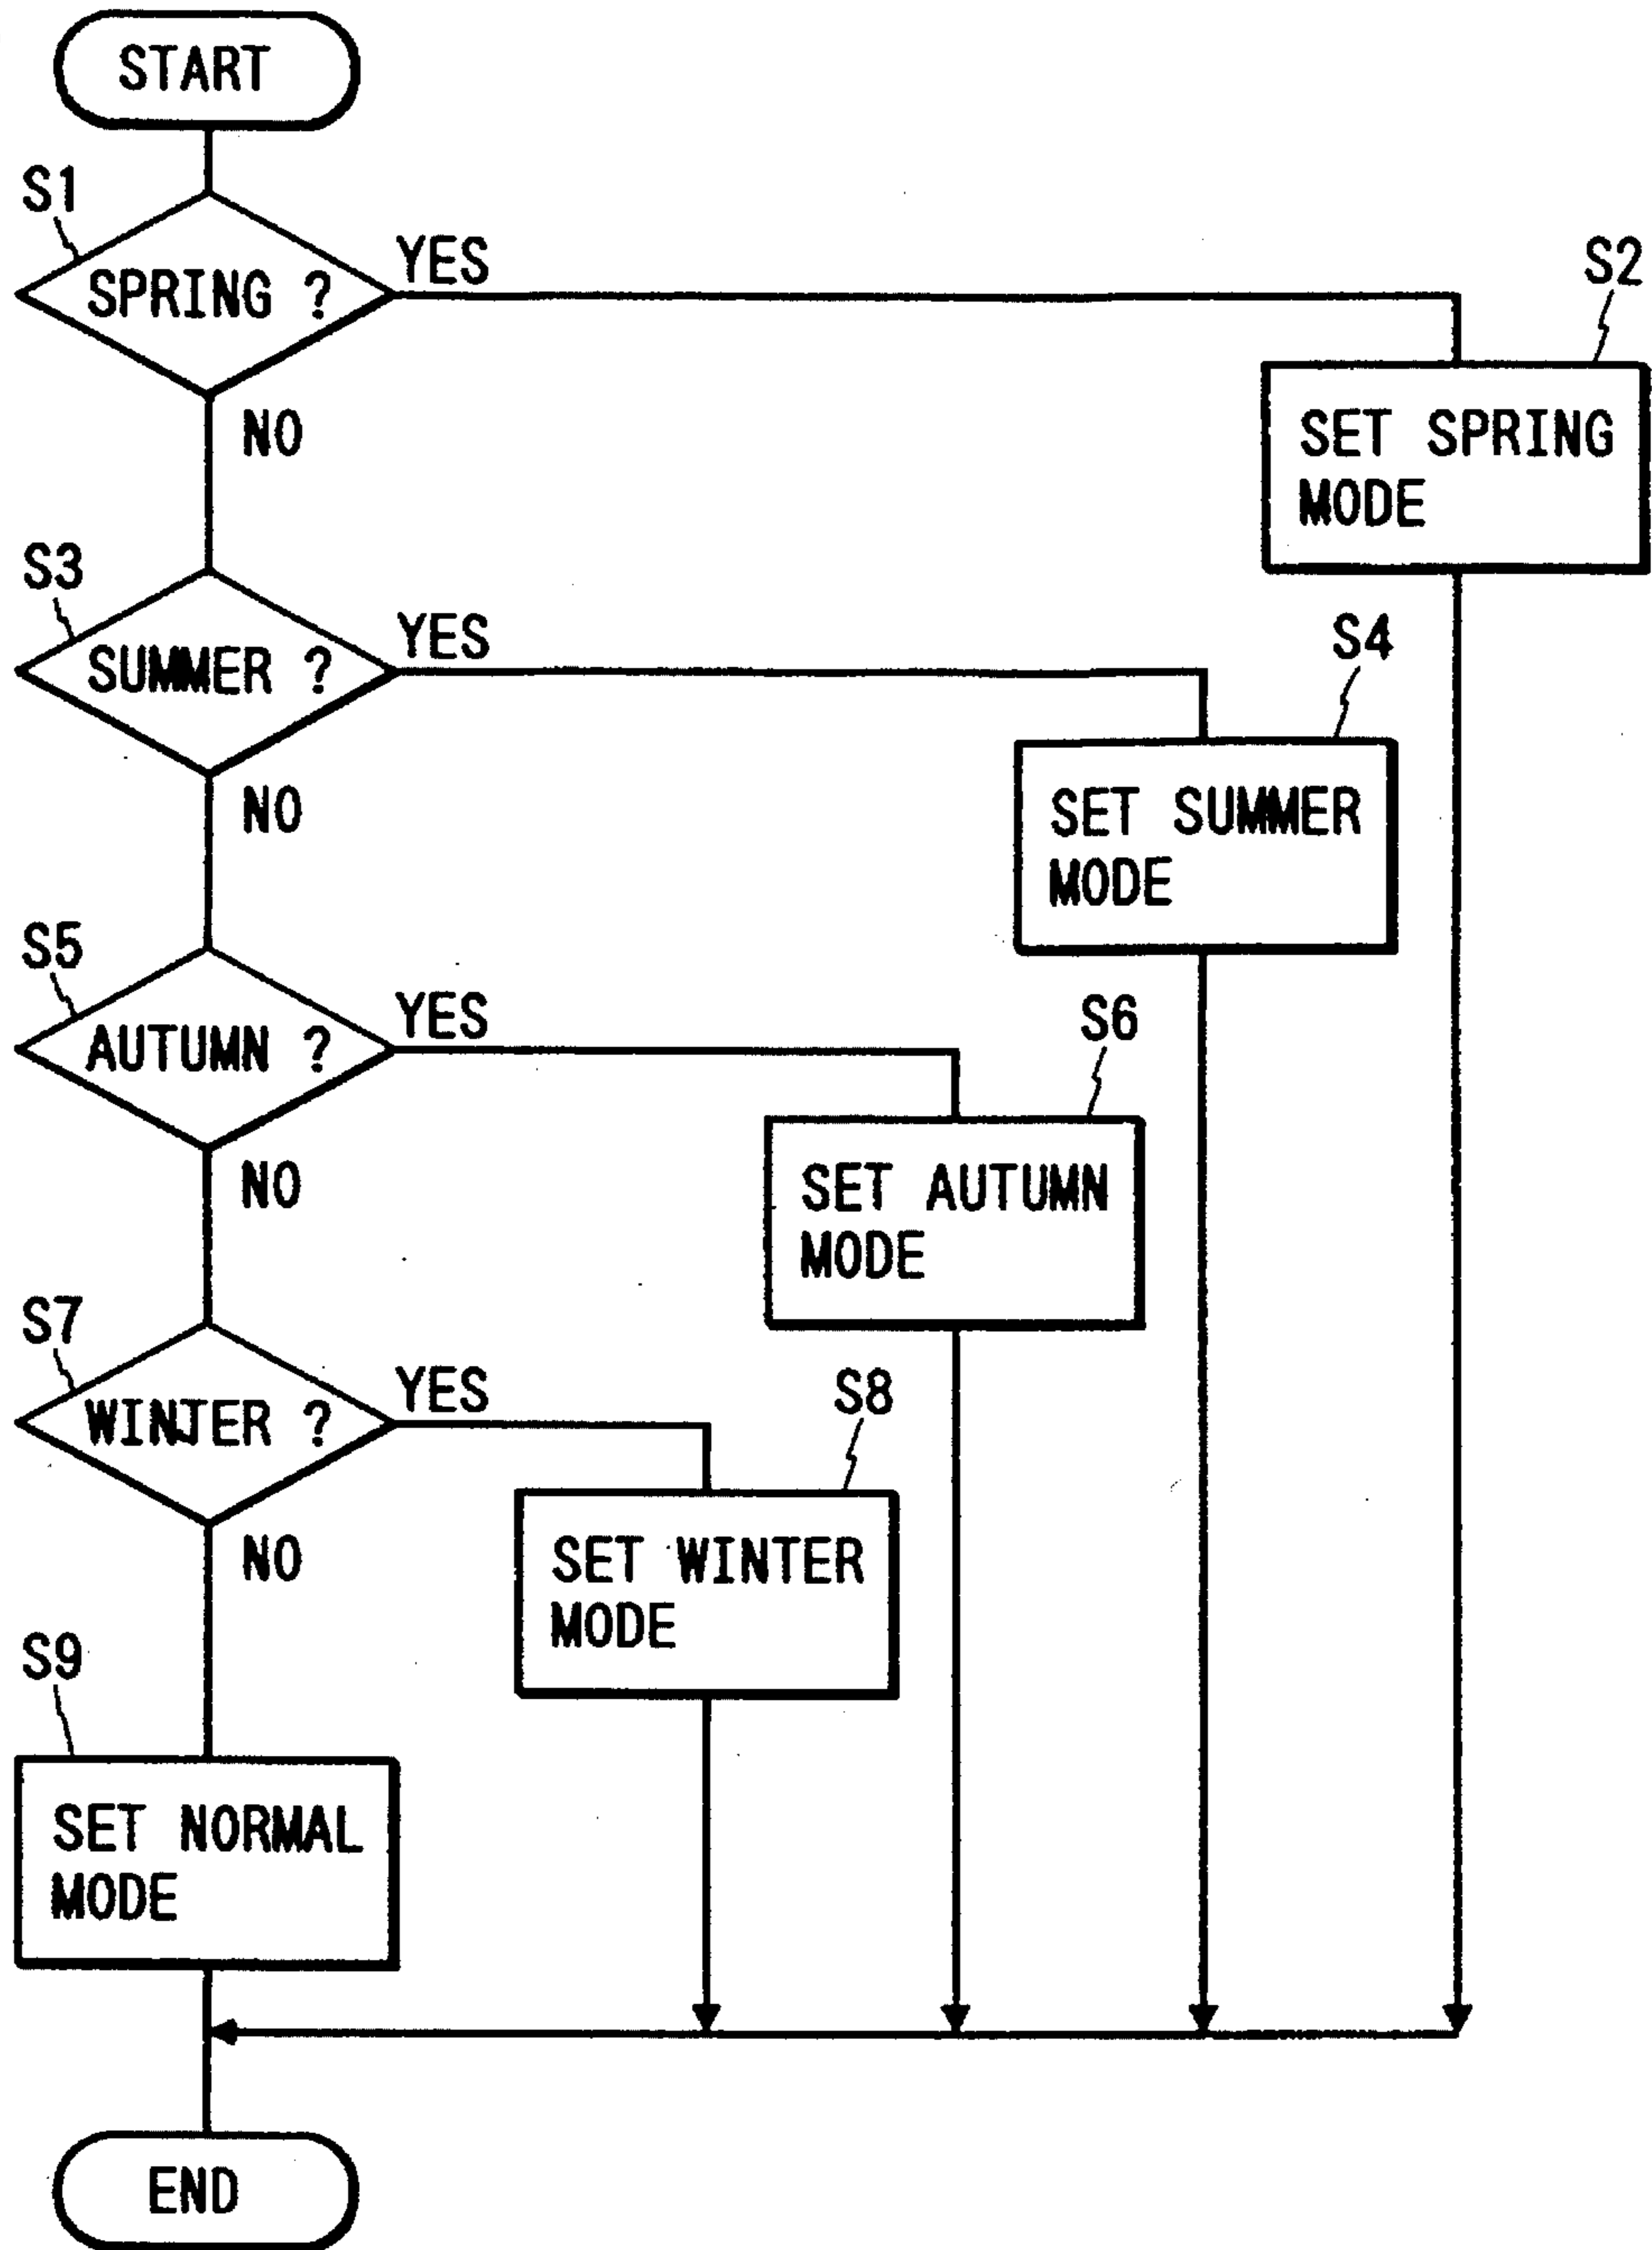 START
S1
SPRING ?
YES
S2
SET SPRING
MODE
NO
S3
SUMMER ?
YES
S4
SET SUMMER
MODE
NO
S5
AUTUMN ?
YES
S6
SET AUTUMN
MODE
NO
S7
WINTER ?
YES
S8
SET WINTER
MODE
NO
S9
SET NORMAL
MODE
END